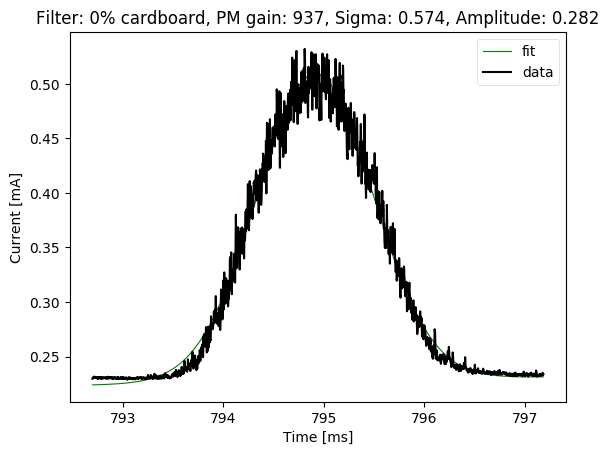 Filter: 0% cardboard, PM gain: 937, Sigma: 0.574, Amplitude: 0.282
fit
data
0.50
0.45
0.40
0.35
0.30
0.25
Current [mA]
793
794
795
796
797
Time [ms]